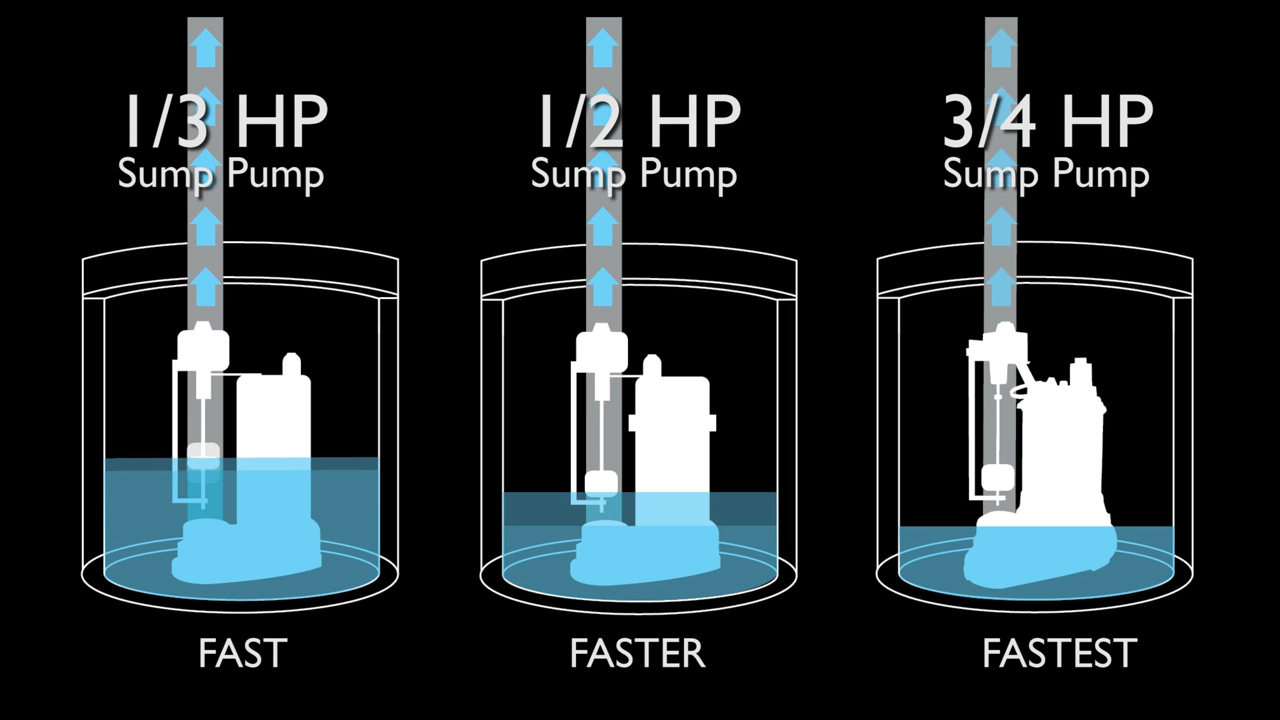 1/3 HP
Sump Pump
1/2 HP
Sump Pump
3/4 HP
Sump Pump
FAST
FASTER
FASTEST